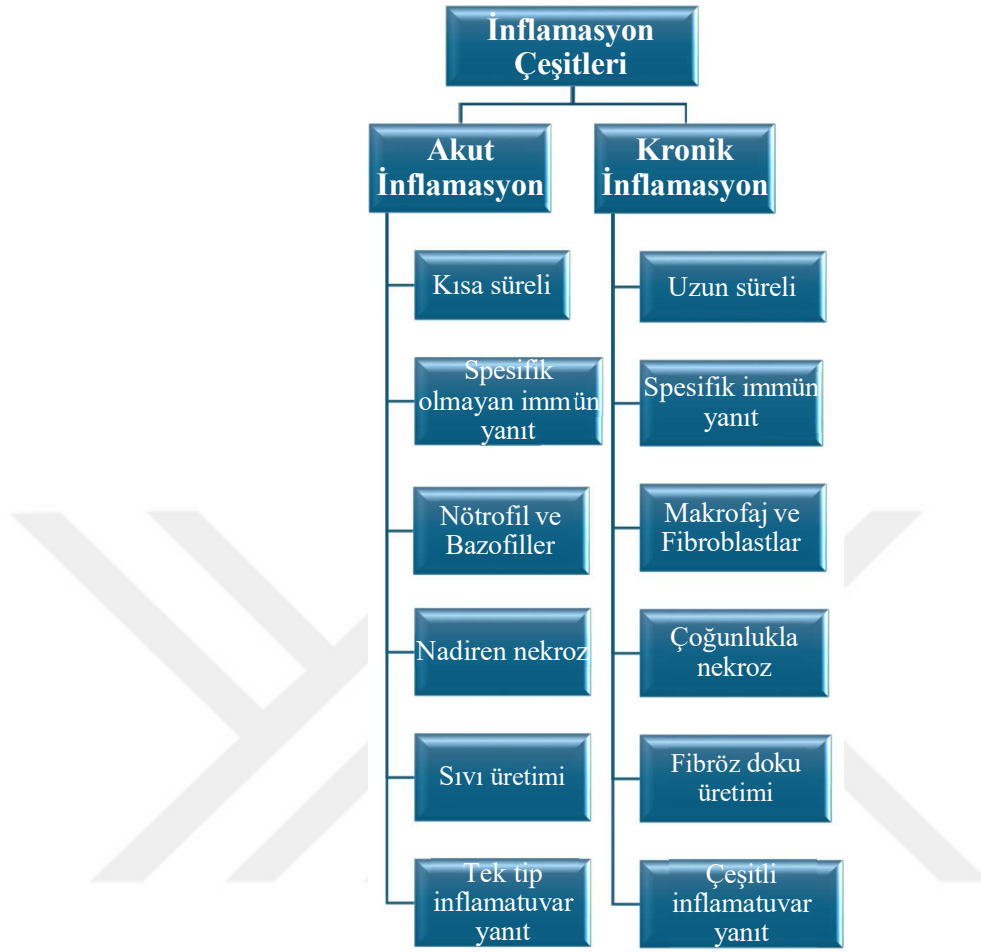 İnflamasyon
Çeşitleri
Akut
İnflamasyon
Kısa süreli
Spesifik
olmayan immün
yanıt
Nötrofil ve
Bazofiller
Nadiren nekroz
Sıvı üretimi
Tek tip
inflamatuvar
yanıt
Kronik
İnflamasyon
Uzun süreli
Spesifik immün
yanıt
Makrofaj ve
Fibroblastlar
Çoğunlukla
nekroz
Fibröz doku
üretimi
Çeşitli
inflamatuvar
yanıt